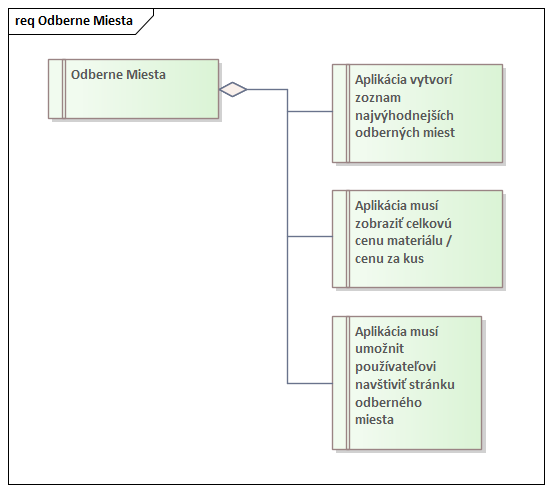 req Odberne Miesta
Odberne Miesta
Aplikácia vytvorí
zoznam
najvýhodnejších
odberných miest
Aplikácia musí
zobraziť celkovú
cenu materiálu /
cenu za kus
Aplikácia musí
umožnit
používateľovi
navštiviť stránku
odberného
miesta